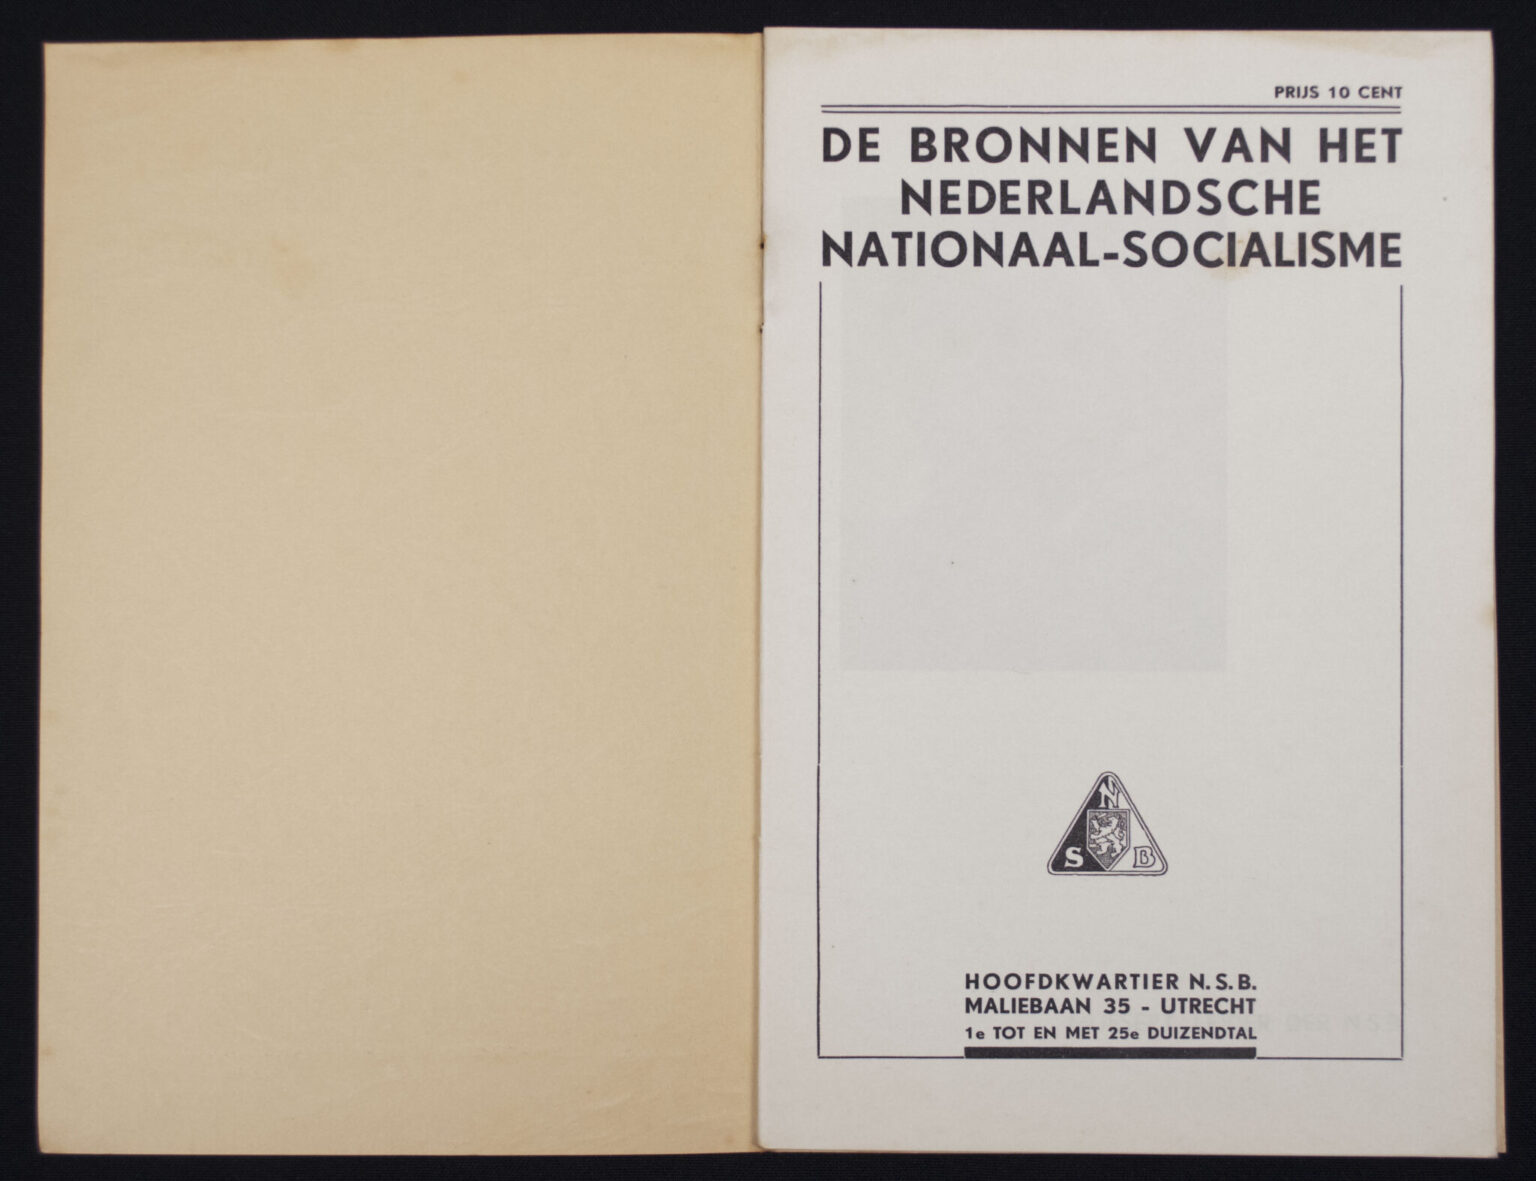 PRIJS 10 CENT
DE BRONNEN VAN HET
NEDERLANDSCHE
NATIONAAL-SOCIALISME
N
S B
HOOFDKWARTIER N.S.B.
MALIEBAAN 35 - UTRECHT
1e TOT EN MET 25e DUIZENDTAL